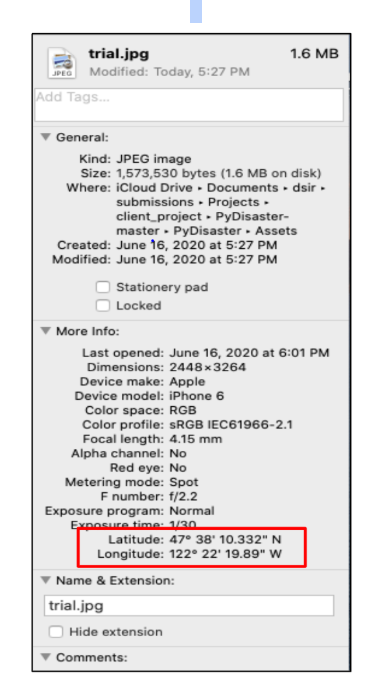 trial.jpg 1.6 MB
JPEG Modified: Today, 5:27 PM
Add Tags...
General:
Kind: JPEG image
Size: 1,573,530 bytes (1.6 MB on disk)
Where: iCloud Drive ▸ Documents ▸ dsir ▸
submissions ▸ Projects ▸
client_project ▸ PyDisaster-
master ▸ PyDisaster ▸ Assets
Created: June 16, 2020 at 5:27 PM
Modified: June 16, 2020 at 5:27 PM
Stationery pad
Locked
More Info:
Last opened: June 16, 2020 at 6:01 PM
Dimensions: 2448×3264
Device make: Apple
Device model: iPhone 6
Color space: RGB
Color profile: sRGB IEC61966-2.1
Focal length: 4.15 mm
Alpha channel: No
Red eye: No
Metering mode: Spot
F number: f/2.2
Exposure program: Normal
Exposure time: 1/30
Latitude: 47° 38' 10.332" N
Longitude: 122° 22' 19.89" W
Name & Extension:
trial.jpg
Hide extension
Comments: